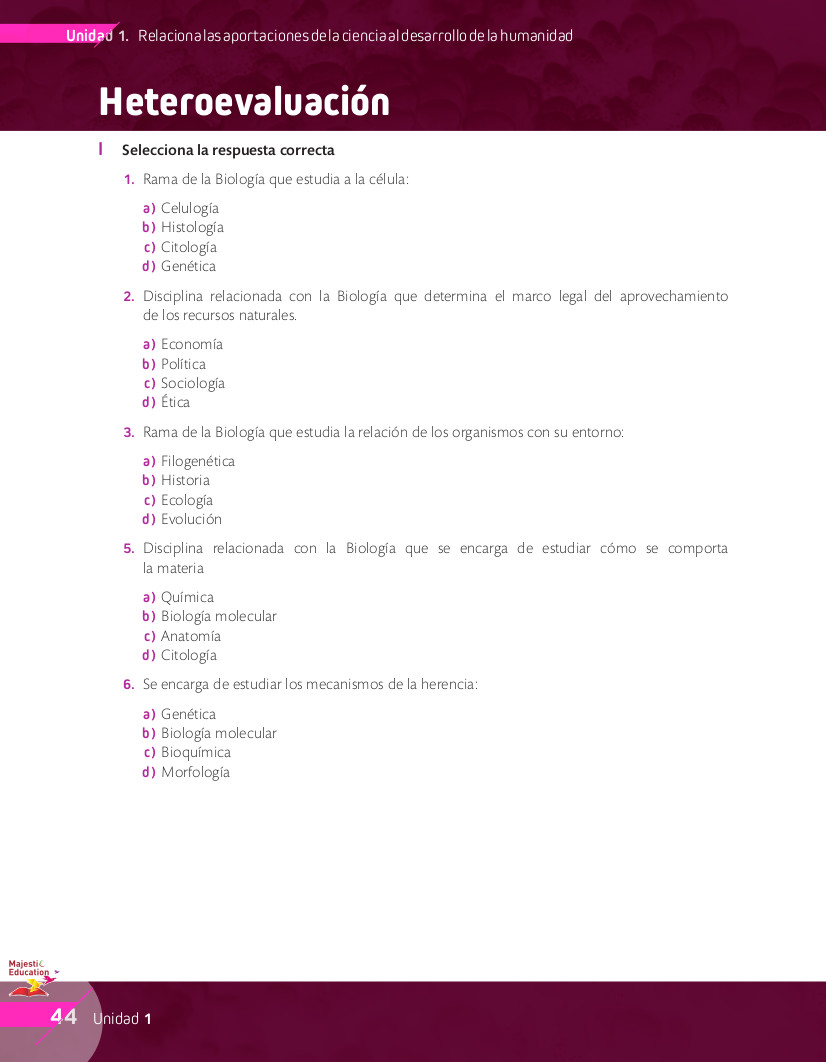 Unidad 1. Relaciona las aportaciones de la ciencia al desarrollo de la humanidad
Heteroevaluación
I Selecciona la respuesta correcta
1. Rama de la Biología que estudia a la célula:
a) Celulogía
b) Histología
c) Citología
d) Genética
2. Disciplina relacionada con la Biología que determina el marco legal del aprovechamiento
de los recursos naturales.
a) Economía
b) Política
c) Sociología
d) Ética
3. Rama de la Biología que estudia la relación de los organismos con su entorno:
a) Filogenética
b) Historia
c) Ecología
d) Evolución
5. Disciplina relacionada con la Biología que se encarga de estudiar cómo se comporta
la materia
a) Química
b) Biología molecular
c) Anatomía
d) Citología
6. Se encarga de estudiar los mecanismos de la herencia:
a) Genética
b) Biología molecular
c) Bioquímica
d) Morfología
Majestic
Education
44 Unidad 1